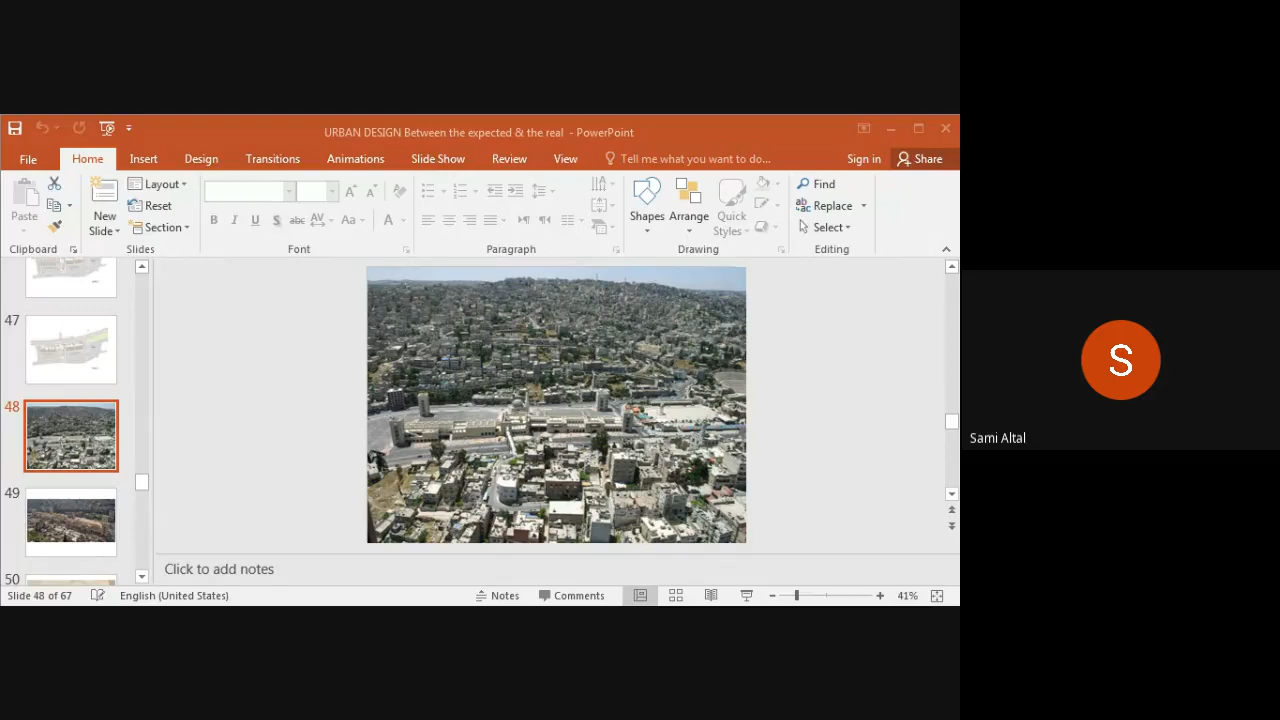 URBAN DESIGN Between the expected & the real - PowerPoint
File Home Insert Design Transitions Animations Slide Show Review View Tell me what you want to do... Sign in Share
Paste
Clipboard
New Slide
Layout
Reset
Section
Slides
B I U S abc AV Aa A
Font
Paragraph
Shapes Arrange Quick Styles
Drawing
Find
Replace
Select
Editing
47
48
49
50
Click to add notes
Slide 48 of 67 English (United States) Notes Comments 41%
S
Sami Altal